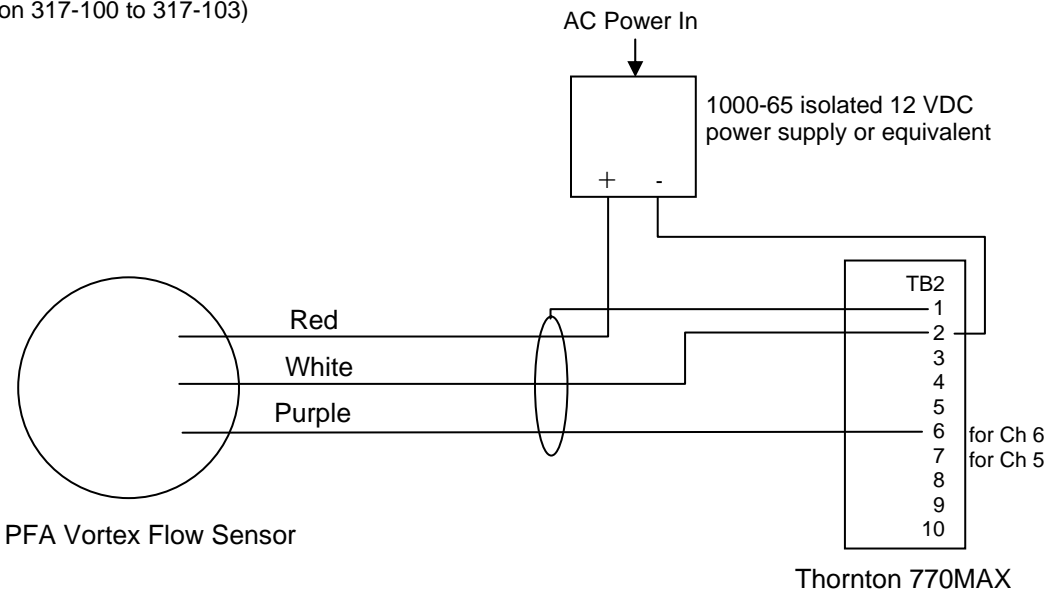 on 317-100 to 317-103)
AC Power In
1000-65 isolated 12 VDC
power supply or equivalent
+ -
TB2
1
2
3
4
5
6
7
8
9
10
Red
White
Purple
for Ch 6
for Ch 5
PFA Vortex Flow Sensor
Thornton 770MAX